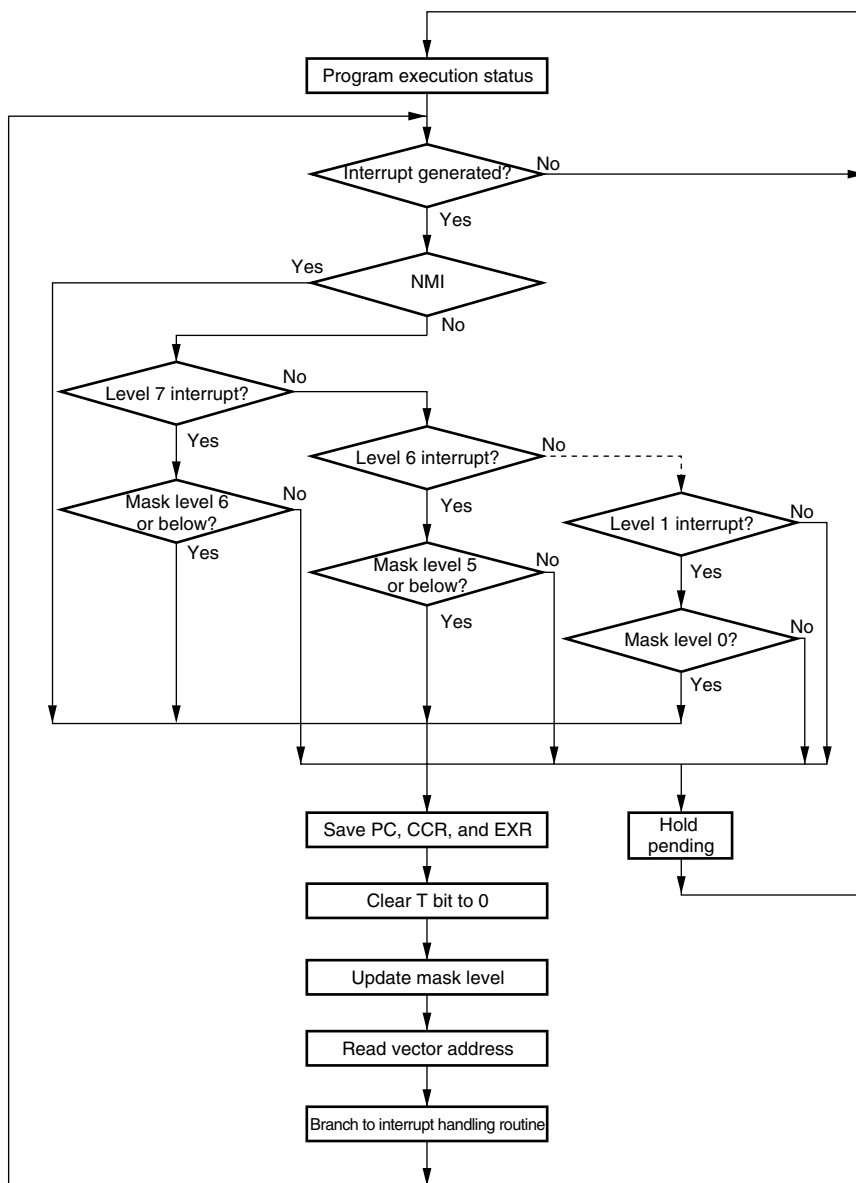 Program execution status
Interrupt generated?
No
Yes
Yes
NMI
No
Level 7 interrupt?
No
Yes
Level 6 interrupt?
No
Mask level 6
or below?
No
Yes
Level 1 interrupt?
No
Yes
Mask level 5
or below?
No
Yes
Yes
Mask level 0?
No
Yes
Save PC, CCR, and EXR
Hold
pending
Clear T bit to 0
Update mask level
Read vector address
Branch to interrupt handling routine